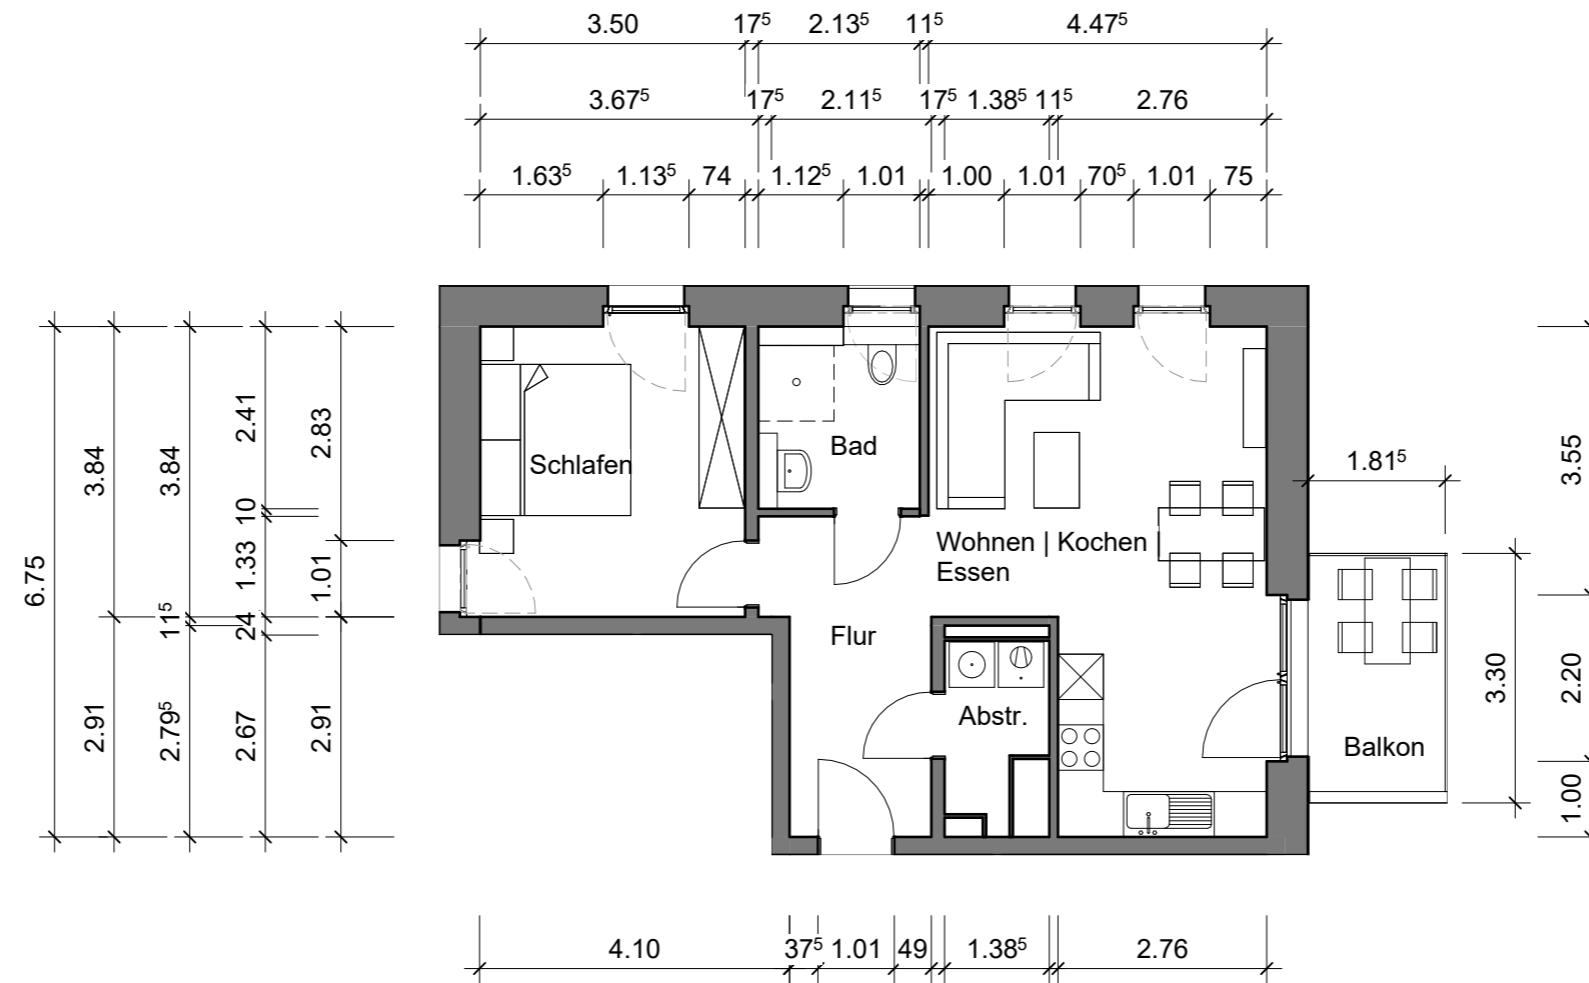 3.50 17⁵ 2.13⁵ 11⁵ 4.47⁵
3.67⁵ 17⁵ 2.11⁵ 17⁵ 1.38⁵ 11⁵ 2.76
1.63⁵ 1.13⁵ 74 1.12⁵ 1.01 1.00 1.01 70⁵ 1.01 75
6.75
3.84
2.91
3.84
11⁵
2.79⁵
2.41
10
1.33
24
2.67
2.83
1.01
2.91
Schlafen
Bad
Wohnen | Kochen |
Essen
Flur
Abstr.
Balkon
1.81⁵
3.30
3.55
2.20
1.00
4.10 37⁵ 1.01 49 1.38⁵ 2.76